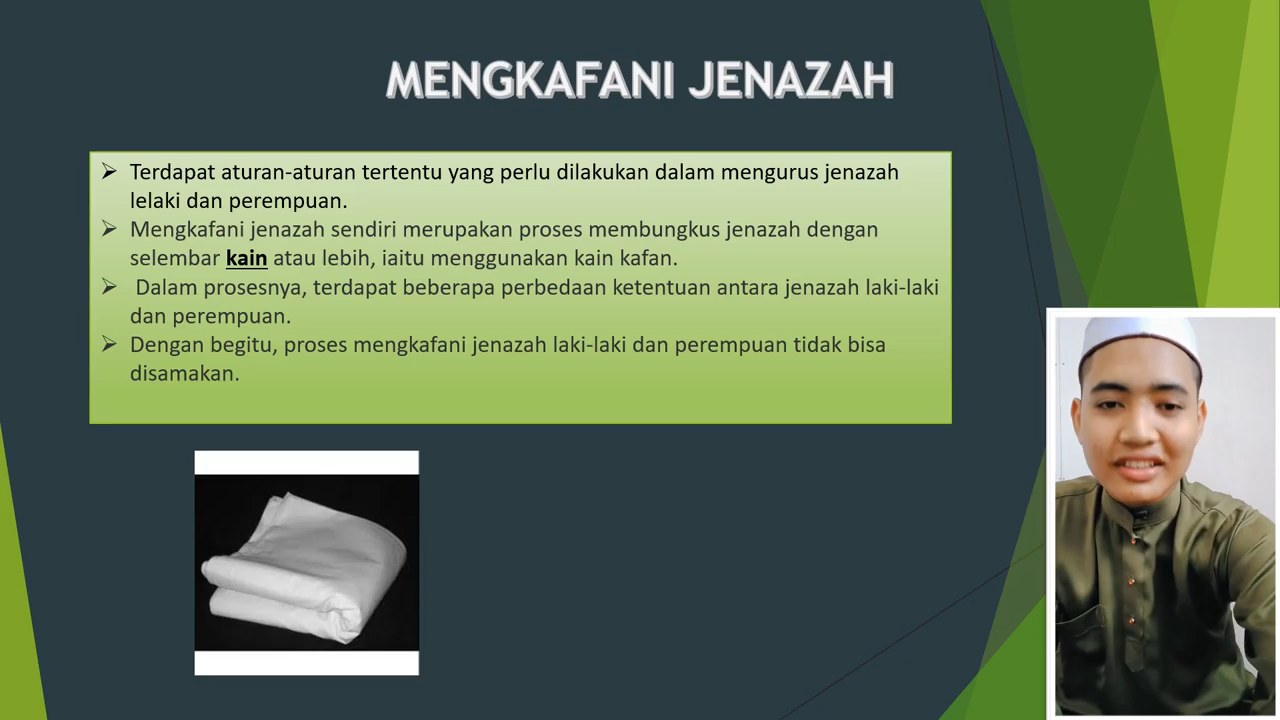 MENGKAFANI JENAZAH
➢ Terdapat aturan-aturan tertentu yang perlu dilakukan dalam mengurus jenazah
lelaki dan perempuan.
➢ Mengkafani jenazah sendiri merupakan proses membungkus jenazah dengan
selembar kain atau lebih, iaitu menggunakan kain kafan.
➢ Dalam prosesnya, terdapat beberapa perbedaan ketentuan antara jenazah laki-laki
dan perempuan.
➢ Dengan begitu, proses mengkafani jenazah laki-laki dan perempuan tidak bisa
disamakan.